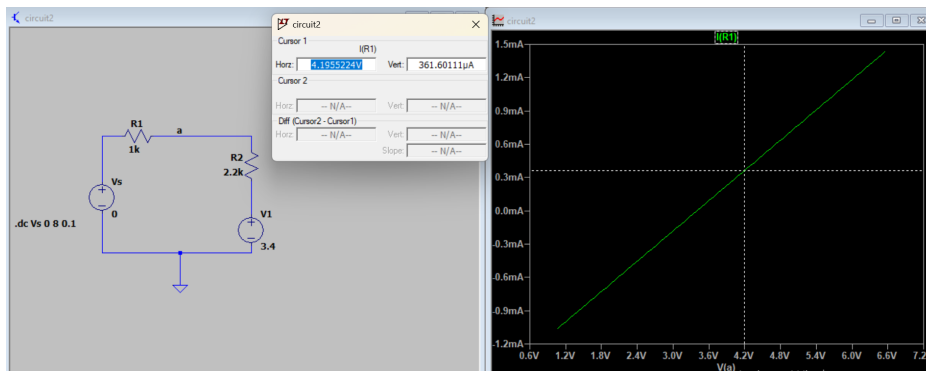 circuit2
R1
1k
a
R2
2.2k
Vs
0
V1
3.4
.dc Vs 0 8 0.1
circuit2
Cursor 1
I(R1)
Horz: 4.1955224V Vert: 361.60111µA
Cursor 2
Horz: -- N/A-- Vert: -- N/A--
Diff (Cursor2 - Cursor1)
Horz: -- N/A-- Vert: -- N/A--
Slope: -- N/A--
circuit2
I(R1)
1.5mA
1.2mA
0.9mA
0.6mA
0.3mA
0.0mA
-0.3mA
-0.6mA
-0.9mA
-1.2mA
0.6V 1.2V 1.8V 2.4V 3.0V 3.6V 4.2V 4.8V 5.4V 6.0V 6.6V 7.2
V(a)